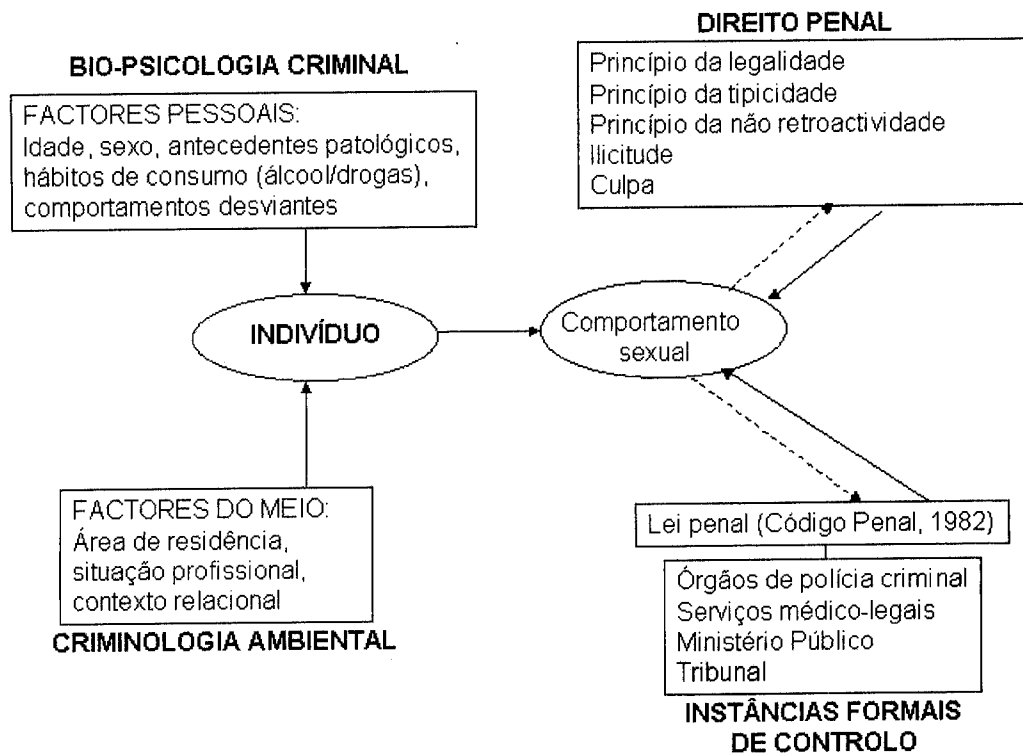 BIO-PSICOLOGIA CRIMINAL
FACTORES PESSOAIS:
Idade, sexo, antecedentes patológicos,
hábitos de consumo (álcool/drogas),
comportamentos desviantes
DIREITO PENAL
Princípio da legalidade
Princípio da tipicidade
Princípio da não retroactividade
Ilicitude
Culpa
INDIVÍDUO
Comportamento
sexual
FACTORES DO MEIO:
Área de residência,
situação profissional,
contexto relacional
CRIMINOLOGIA AMBIENTAL
Lei penal (Código Penal, 1982)
Órgãos de polícia criminal
Serviços médico-legais
Ministério Público
Tribunal
INSTÂNCIAS FORMAIS
DE CONTROLO